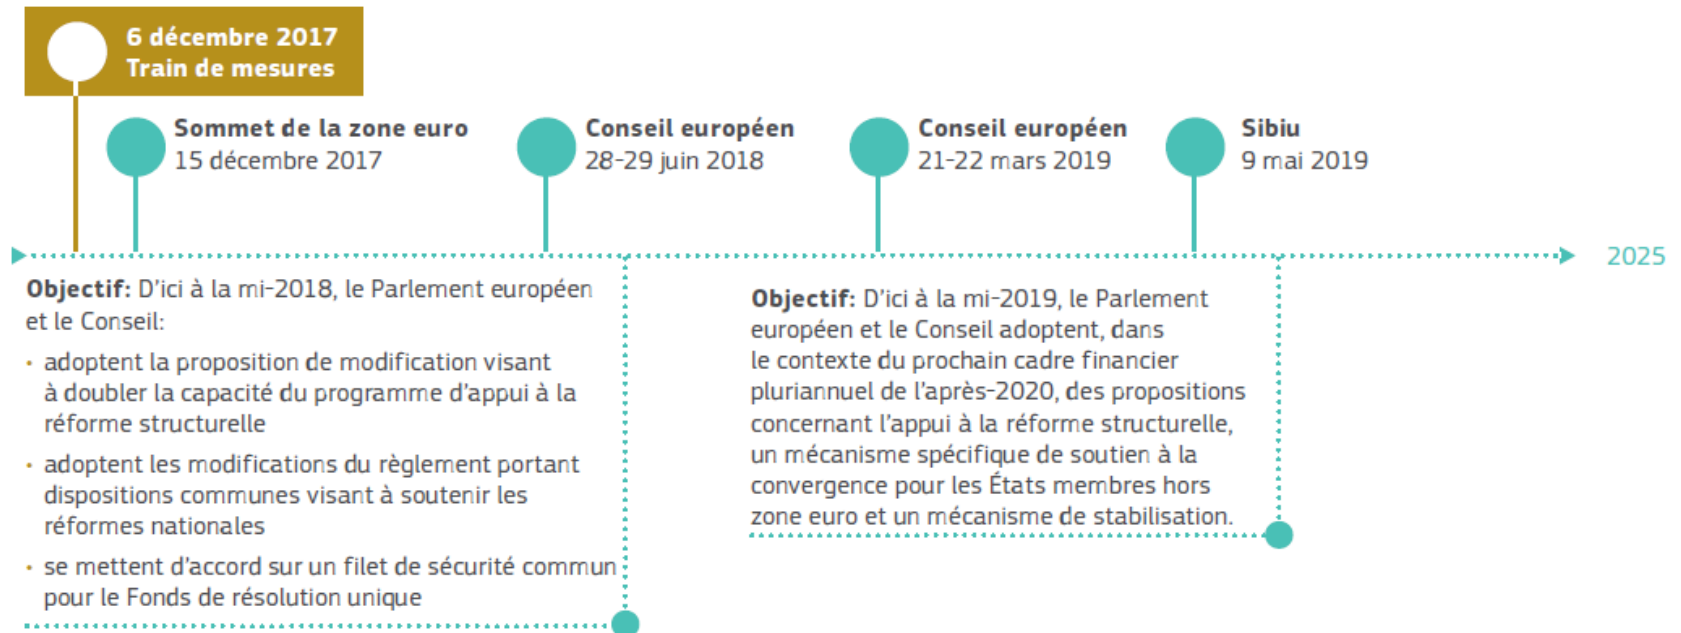 6 décembre 2017
Train de mesures
Sommet de la zone euro
15 décembre 2017
Conseil européen
28-29 juin 2018
Conseil européen
21-22 mars 2019
Sibiu
9 mai 2019
2025
Objectif: D'ici à la mi-2018, le Parlement européen
et le Conseil:
• adoptent la proposition de modification visant
à doubler la capacité du programme d'appui à la
réforme structurelle
• adoptent les modifications du règlement portant
dispositions communes visant à soutenir les
réformes nationales
• se mettent d'accord sur un filet de sécurité commun
pour le Fonds de résolution unique
Objectif: D'ici à la mi-2019, le Parlement
européen et le Conseil adoptent, dans
le contexte du prochain cadre financier
pluriannuel de l'après-2020, des propositions
concernant l'appui à la réforme structurelle,
un mécanisme spécifique de soutien à la
convergence pour les États membres hors
zone euro et un mécanisme de stabilisation.